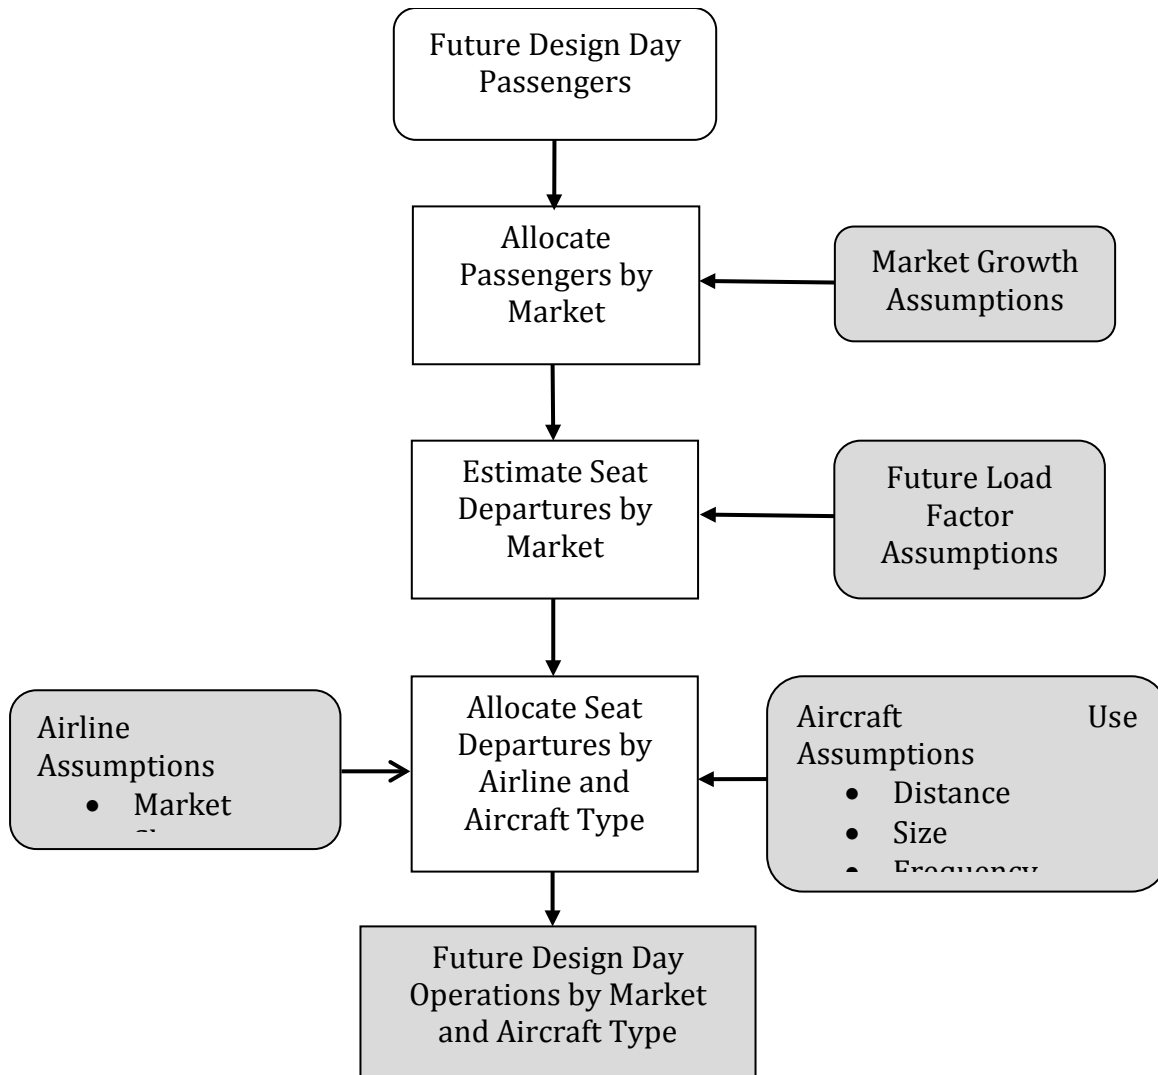 Future Design Day
Passengers
Allocate
Passengers by
Market
Market Growth
Assumptions
Estimate Seat
Departures by
Market
Future Load
Factor
Assumptions
Airline
Assumptions
• Market
Allocate Seat
Departures by
Airline and
Aircraft Type
Aircraft Use
Assumptions
• Distance
• Size
• Frequency
Future Design Day
Operations by Market
and Aircraft Type